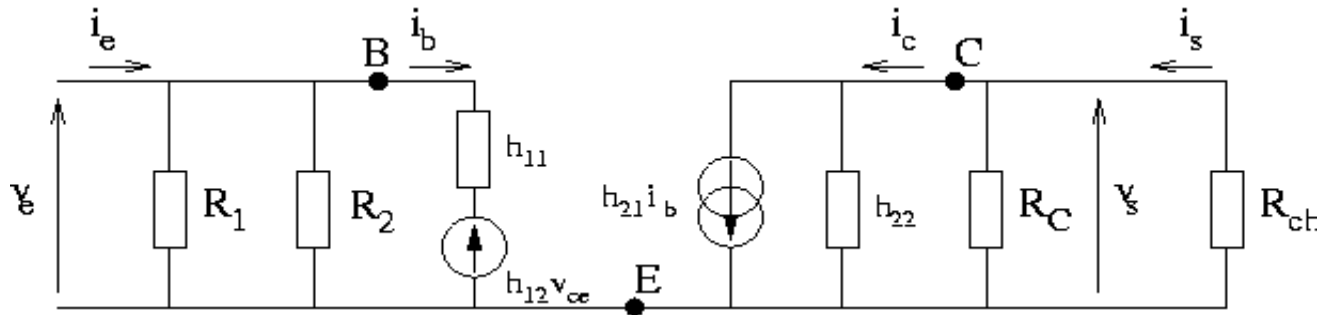 i_e B i_b i_c C i_s
h_11
v_e R_1 R_2 h_21 i_b h_22 R_C v_s R_ch
h_12 v_ce E